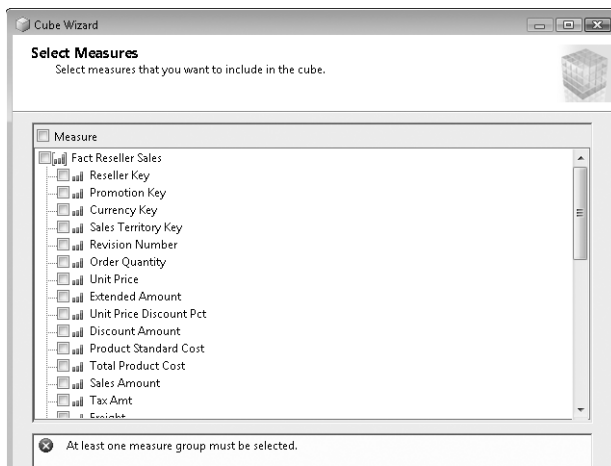 Cube Wizard
Select Measures
Select measures that you want to include in the cube.
Measure
Fact Reseller Sales
Reseller Key
Promotion Key
Currency Key
Sales Territory Key
Revision Number
Order Quantity
Unit Price
Extended Amount
Unit Price Discount Pct
Discount Amount
Product Standard Cost
Total Product Cost
Sales Amount
Tax Amt
Freight
At least one measure group must be selected.